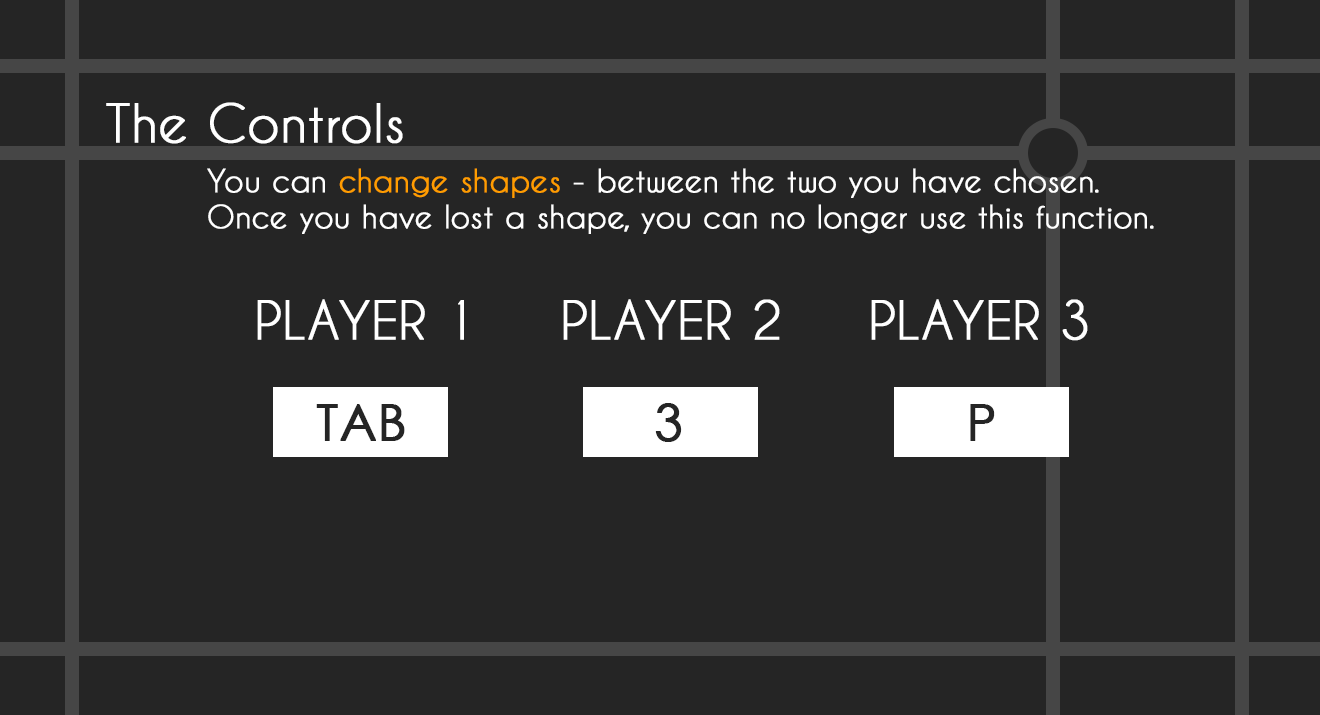 The Controls
You can change shapes - between the two you have chosen.
Once you have lost a shape, you can no longer use this function.
PLAYER 1 PLAYER 2 PLAYER 3
TAB 3 P